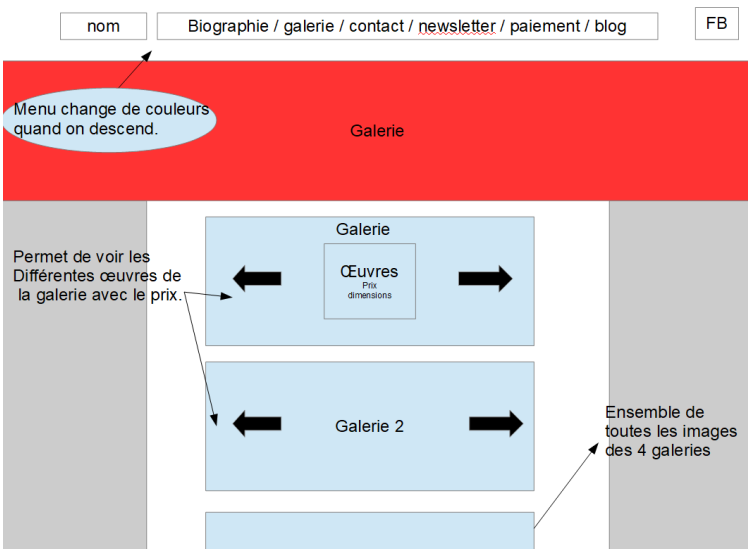 nom
Biographie / galerie / contact / newsletter / paiement / blog
FB
Menu change de couleurs
quand on descend.
Galerie
Galerie
Œuvres
Prix
dimensions
Permet de voir les
Différentes œuvres de
la galerie avec le prix.
Galerie 2
Ensemble de
toutes les images
des 4 galeries